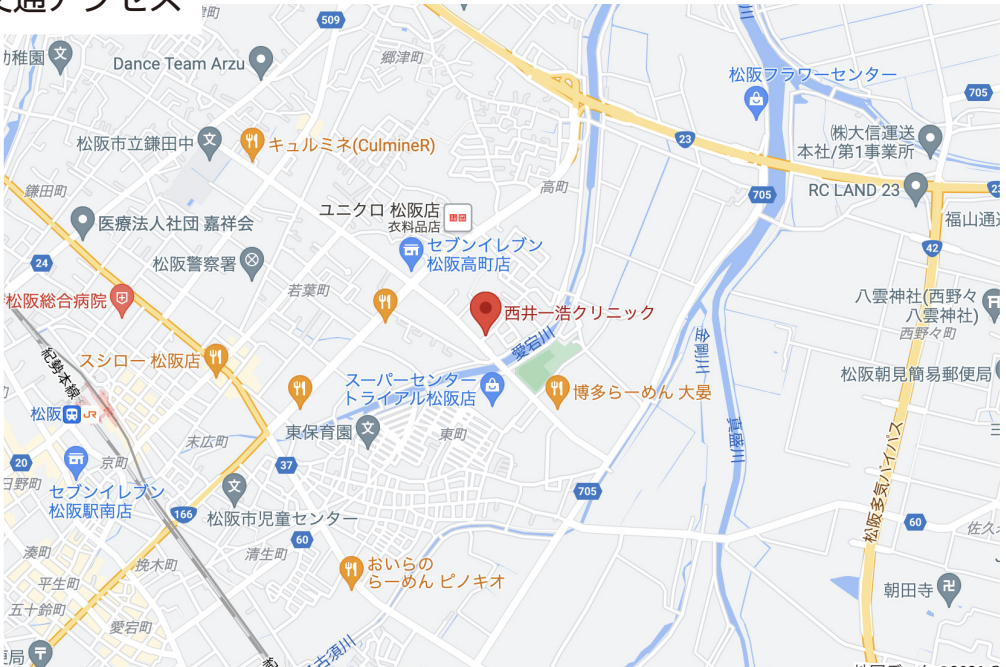 交通アクセス
509
郷津町
Dance Team Arzu
松阪フラワーセンター
705
松阪市立鎌田中
キュルミネ(CulmineR)
23
㈱大信運送
本社/第1事業所
鎌田町
高町
705
RC LAND 23
23
ユニクロ 松阪店
衣料品店
医療法人社団 嘉祥会
福山通
セブンイレブン
松阪高町店
42
24
松阪警察署
若葉町
松阪総合病院
八雲神社(西野々
八雲神社)
西井一浩クリニック
西野々町
愛宕川
金剛川
紀勢本線
スシロー 松阪店
松阪朝見簡易郵便局
スーパーセンター
トライアル松阪店
博多らーめん 大晏
松阪
JR
東保育園
東町
末広町
真盛川
松阪多気バイパス
20
京町
37
日野町
セブンイレブン
松阪駅南店
705
166
松阪市児童センター
60
60
佐久
湊町
挽木町
清生町
おいらの
らーめん ピノキオ
平生町
朝田寺
五十鈴町
愛宕町
古須川